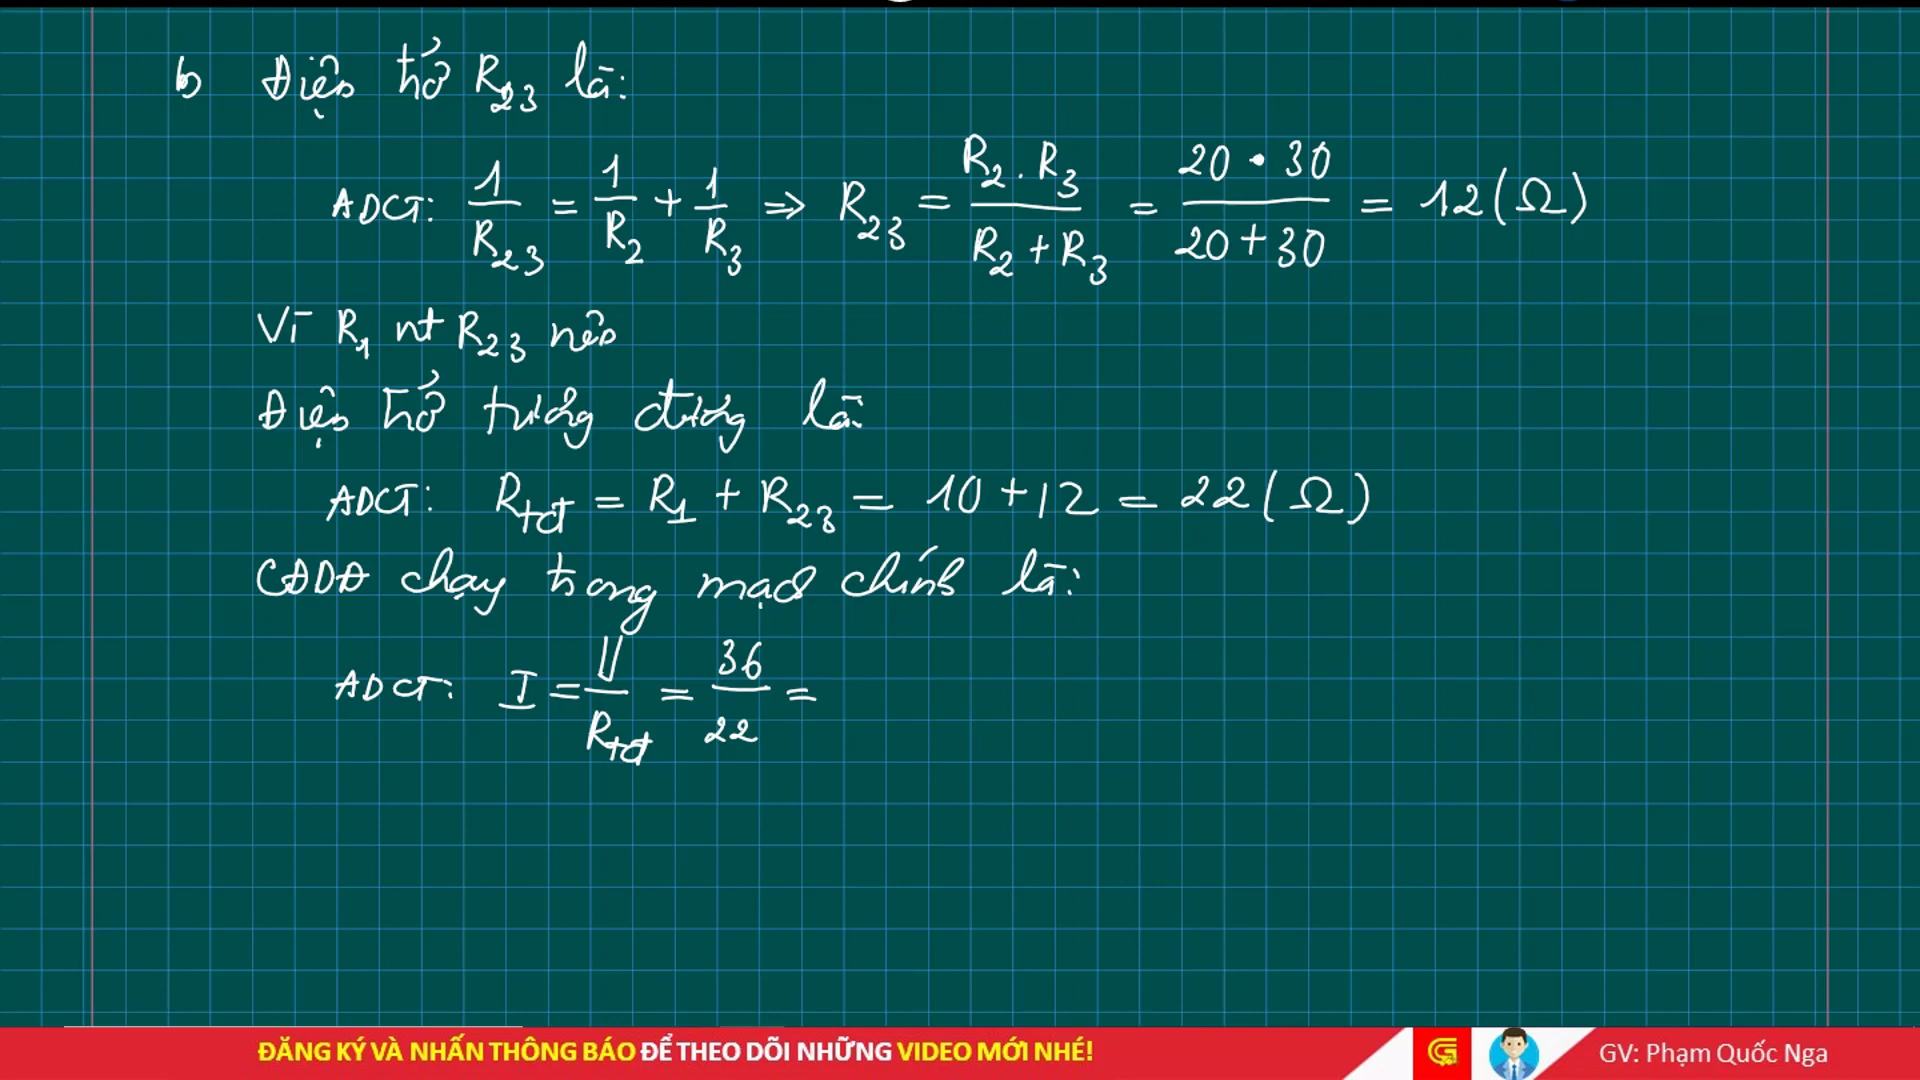 b Điện trở R₂₃ là:
ADCT: 1/R₂₃ = 1/R₂ + 1/R₃ => R₂₃ = R₂.R₃/R₂+R₃ = 20 • 30/20+30 = 12(Ω)
Vì R₁ nt R₂₃ nên
Điện trở tương đương là:
ADCT: Rtđ = R₁ + R₂₃ = 10+12 = 22(Ω)
CĐDĐ chạy trong mạch chính là:
ADCT: I = U/Rtđ = 36/22 =
ĐĂNG KÝ VÀ NHẤN THÔNG BÁO ĐỂ THEO DÕI NHỮNG VIDEO MỚI NHÉ!
GV: Phạm Quốc Nga